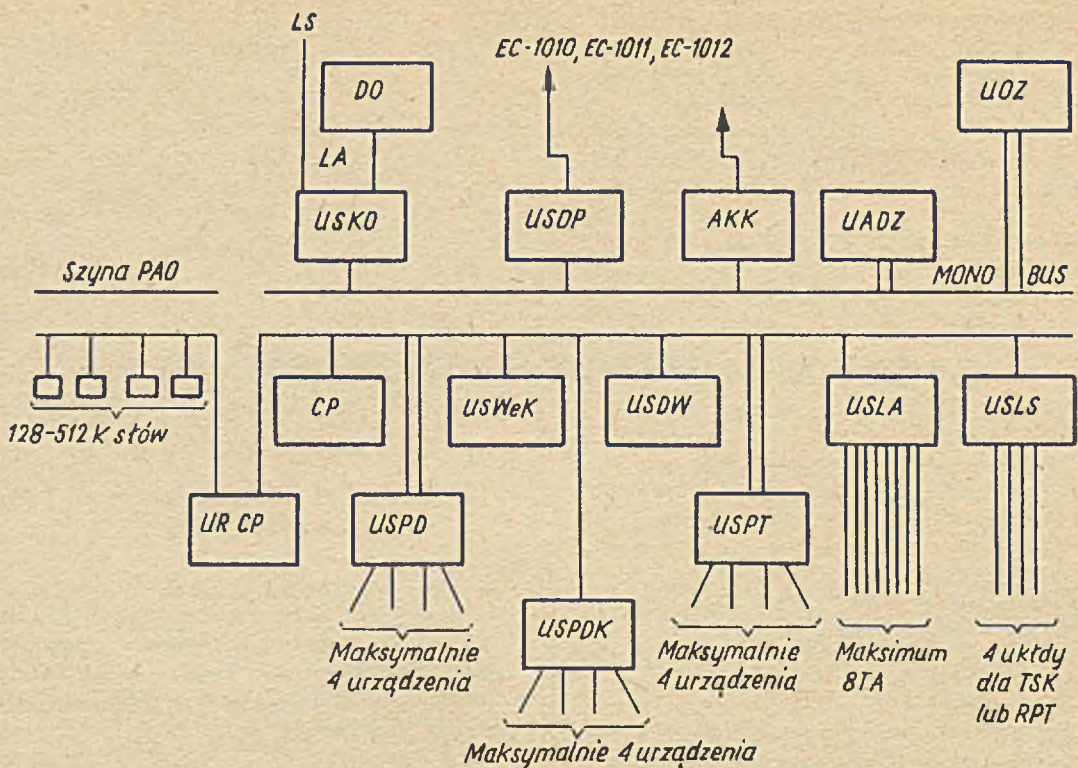 LS
EC-1010, EC-1011, EC-1012
DO
UOZ
LA
USKO
USDP
AKK
UADZ
Szyna PAO
MONO BUS
CP
USWeK
USDW
USLA
USLS
128-512 K słów
UR CP
USPD
USPT
USPDK
Maksymalnie
4 urządzenia
Maksymalnie
4 urządzenia
Maksimum
8TA
4 ukłdy
dla TSK
lub RPT
Maksymalnie 4 urządzenia